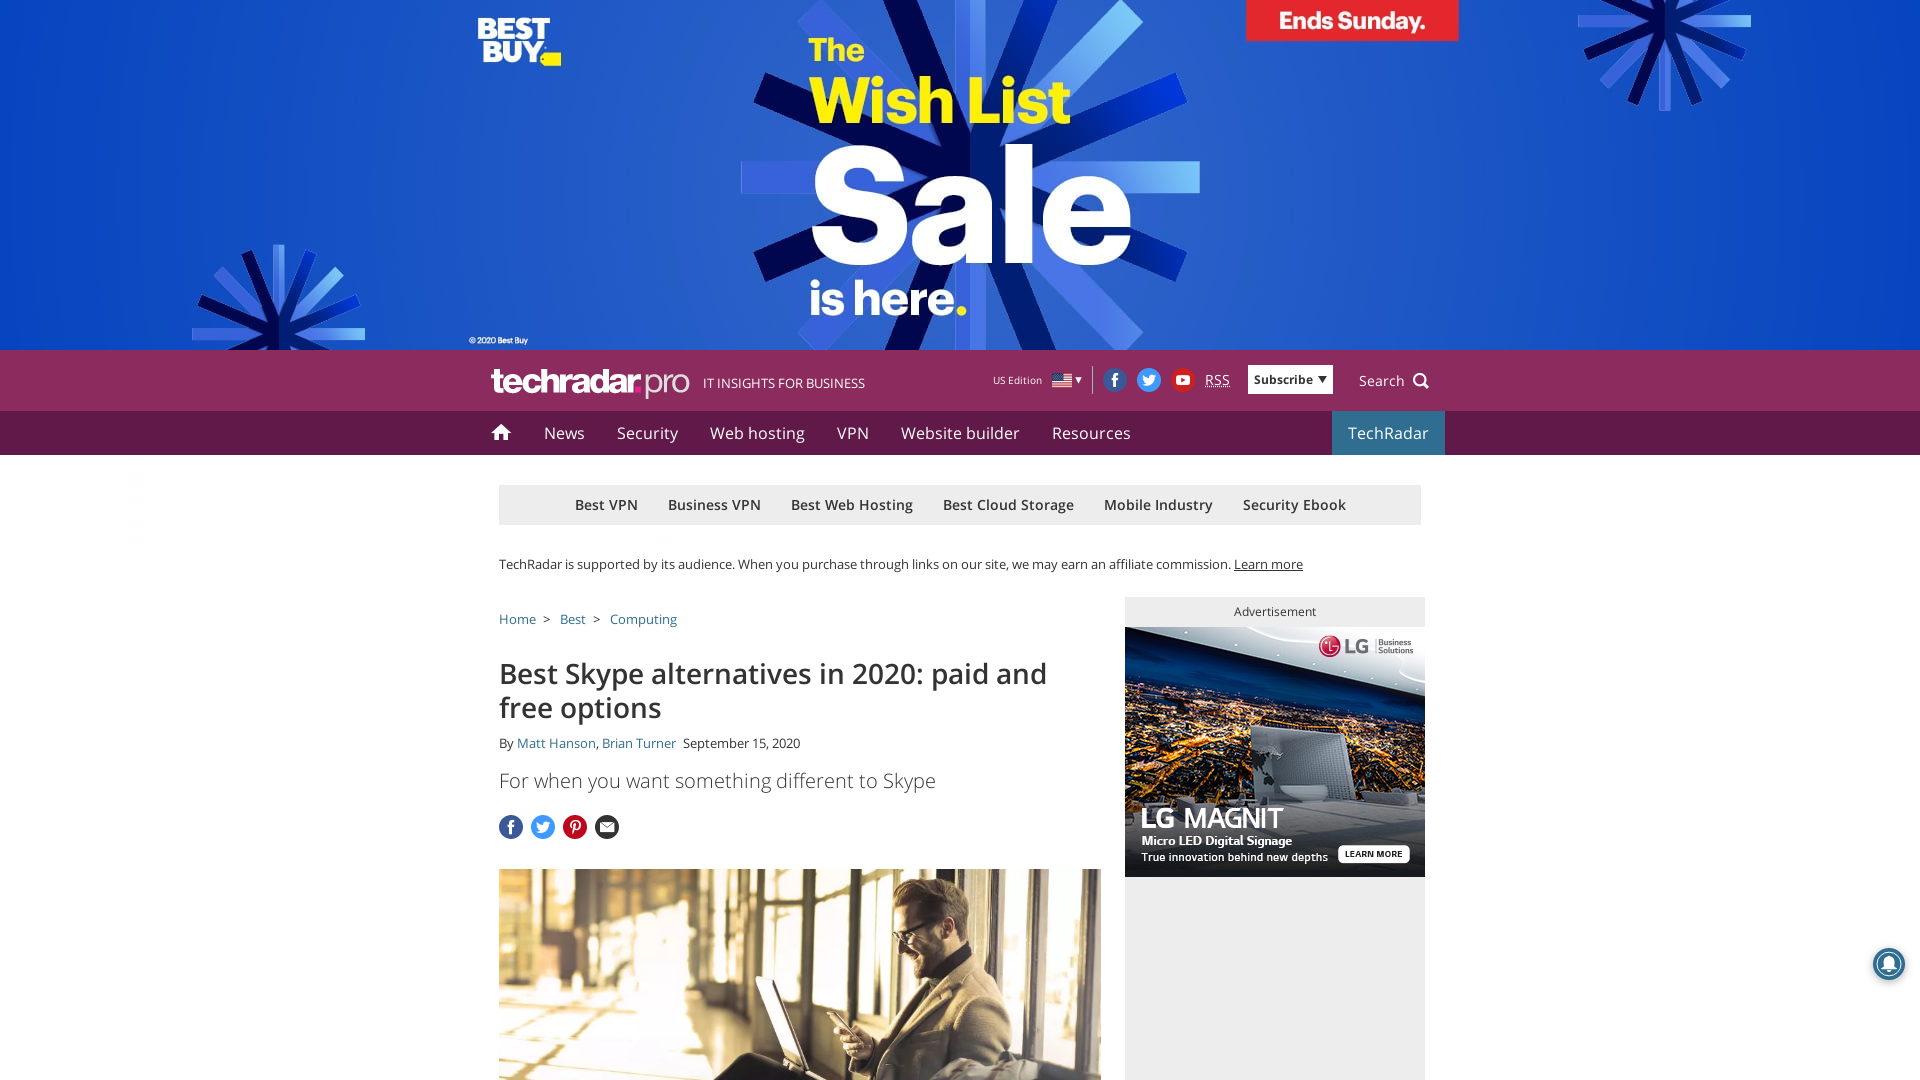 BEST
BUY
Ends Sunday.
The
Wish List
Sale
is here.
© 2020 Best Buy
techradar.pro IT INSIGHTS FOR BUSINESS
US Edition ▼ RSS Subscribe ▼ Search
News Security Web hosting VPN Website builder Resources TechRadar
Best VPN Business VPN Best Web Hosting Best Cloud Storage Mobile Industry Security Ebook
TechRadar is supported by its audience. When you purchase through links on our site, we may earn an affiliate commission. Learn more
Home > Best > Computing
Best Skype alternatives in 2020: paid and
free options
By Matt Hanson, Brian Turner September 15, 2020
For when you want something different to Skype
Advertisement
LG Business
Solutions
LG MAGNIT
Micro LED Digital Signage
True innovation behind new depths LEARN MORE